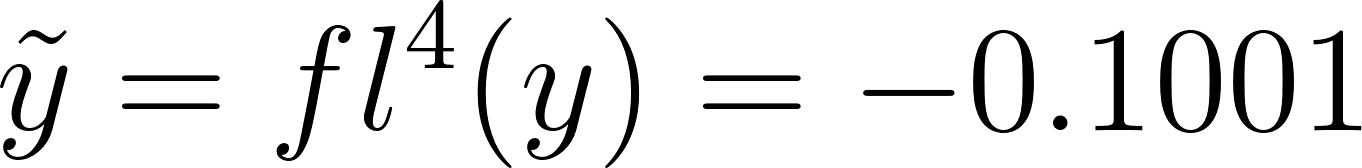 ỹ = fl⁴(y) = −0.1001